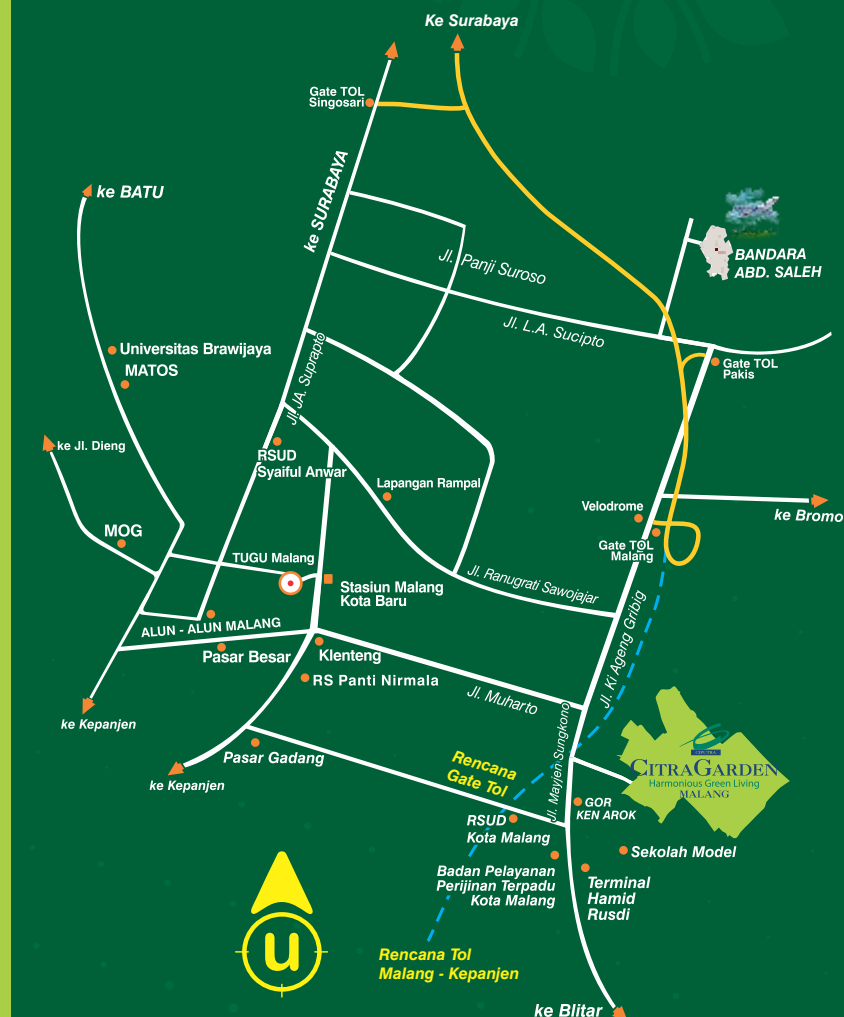 Ke Surabaya
Gate TOL
Singosari
ke SURABAYA
ke BATU
Jl. Panji Suroso
BANDARA
ABD. SALEH
Jl. L.A. Sucipto
Jl. JA. Suprapto
Universitas Brawijaya
MATOS
Gate TOL
Pakis
ke Jl. Dieng
RSUD
Syaiful Anwar
Lapangan Rampal
Velodrome
ke Bromo
MOG
Gate TOL
Malang
TUGU Malang
Stasiun Malang
Kota Baru
Jl. Ranugrati Sawojajar
Jl. Ki Ageng Gribig
ALUN - ALUN MALANG
Pasar Besar
Klenteng
RS Panti Nirmala
Jl. Muharto
ke Kepanjen
Jl. Mayjen Sungkono
Pasar Gadang
ke Kepanjen
Rencana
Gate Tol
CIPUTRA
CITRAGARDEN
Harmonious Green Living
MALANG
GOR
KEN AROK
RSUD
Kota Malang
Sekolah Model
Badan Pelayanan
Perijinan Terpadu
Kota Malang
Terminal
Hamid
Rusdi
u
Rencana Tol
Malang - Kepanjen
ke Blitar